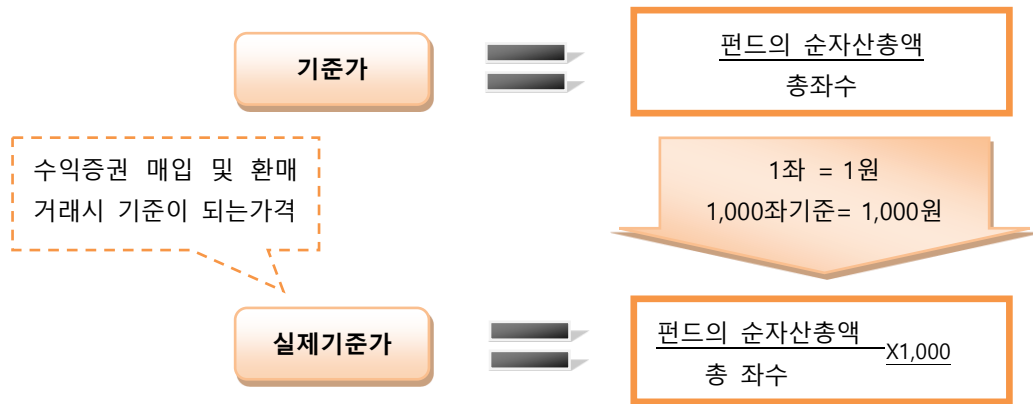 기준가
펀드의 순자산총액
총좌수
수익증권 매입 및 환매
거래시 기준이 되는가격
1좌 = 1원
1,000좌기준= 1,000원
실제기준가
펀드의 순자산총액
X1,000
총 좌수